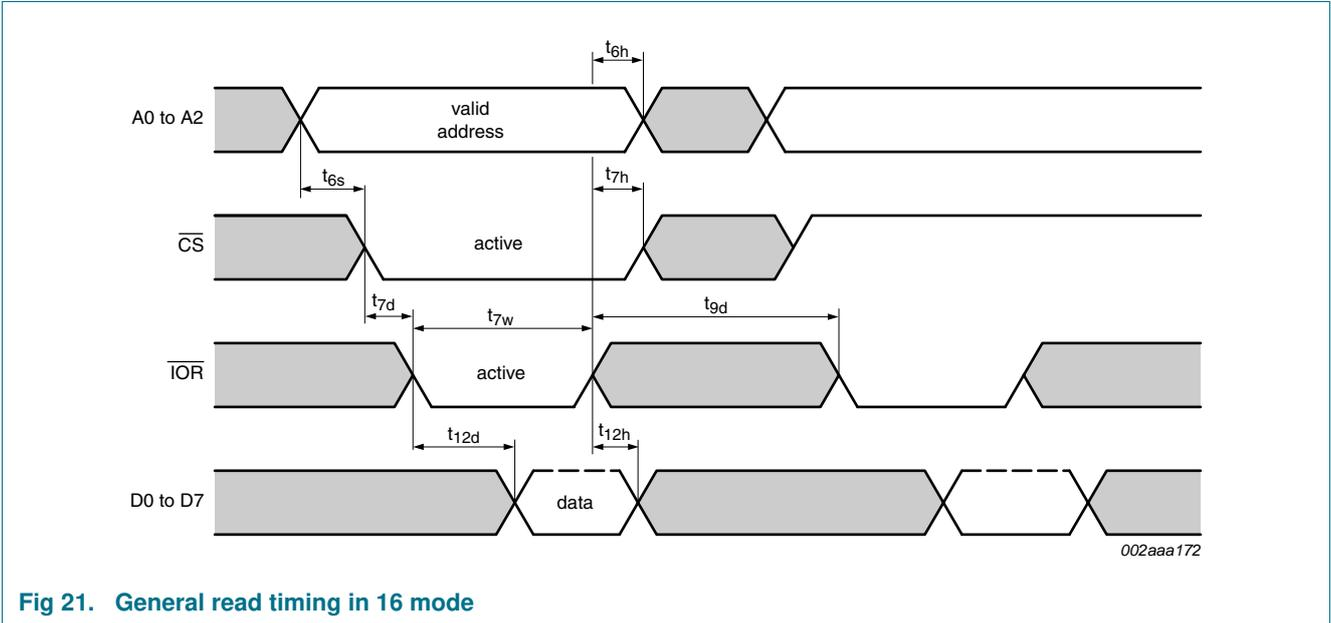 t6h
A0 to A2
valid
address
t6s
t7h
CS
active
t7d
t7w
t9d
IOR
active
t12d
t12h
D0 to D7
data
002aaa172
Fig 21. General read timing in 16 mode